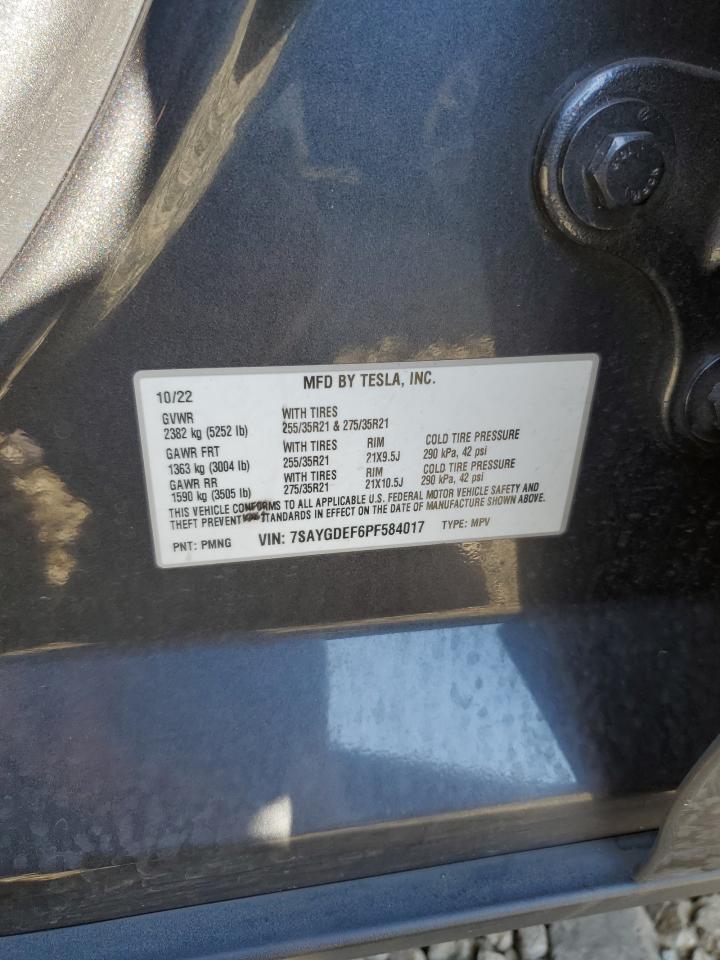 MFD BY TESLA, INC.
10/22
GVWR WITH TIRES
2382 kg (5252 lb) 255/35R21 & 275/35R21
GAWR FRT WITH TIRES RIM COLD TIRE PRESSURE
1363 kg (3004 lb) 255/35R21 21X9.5J 290 kPa, 42 psi
GAWR RR WITH TIRES RIM COLD TIRE PRESSURE
1590 kg (3505 lb) 275/35R21 21X10.5J 290 kPa, 42 psi
THIS VEHICLE CONFORMS TO ALL APPLICABLE U.S. FEDERAL MOTOR VEHICLE SAFETY AND
THEFT PREVENTION STANDARDS IN EFFECT ON THE DATE OF MANUFACTURE SHOWN ABOVE.
PNT: PMNG VIN: 7SAYGDEF6PF584017 TYPE: MPV